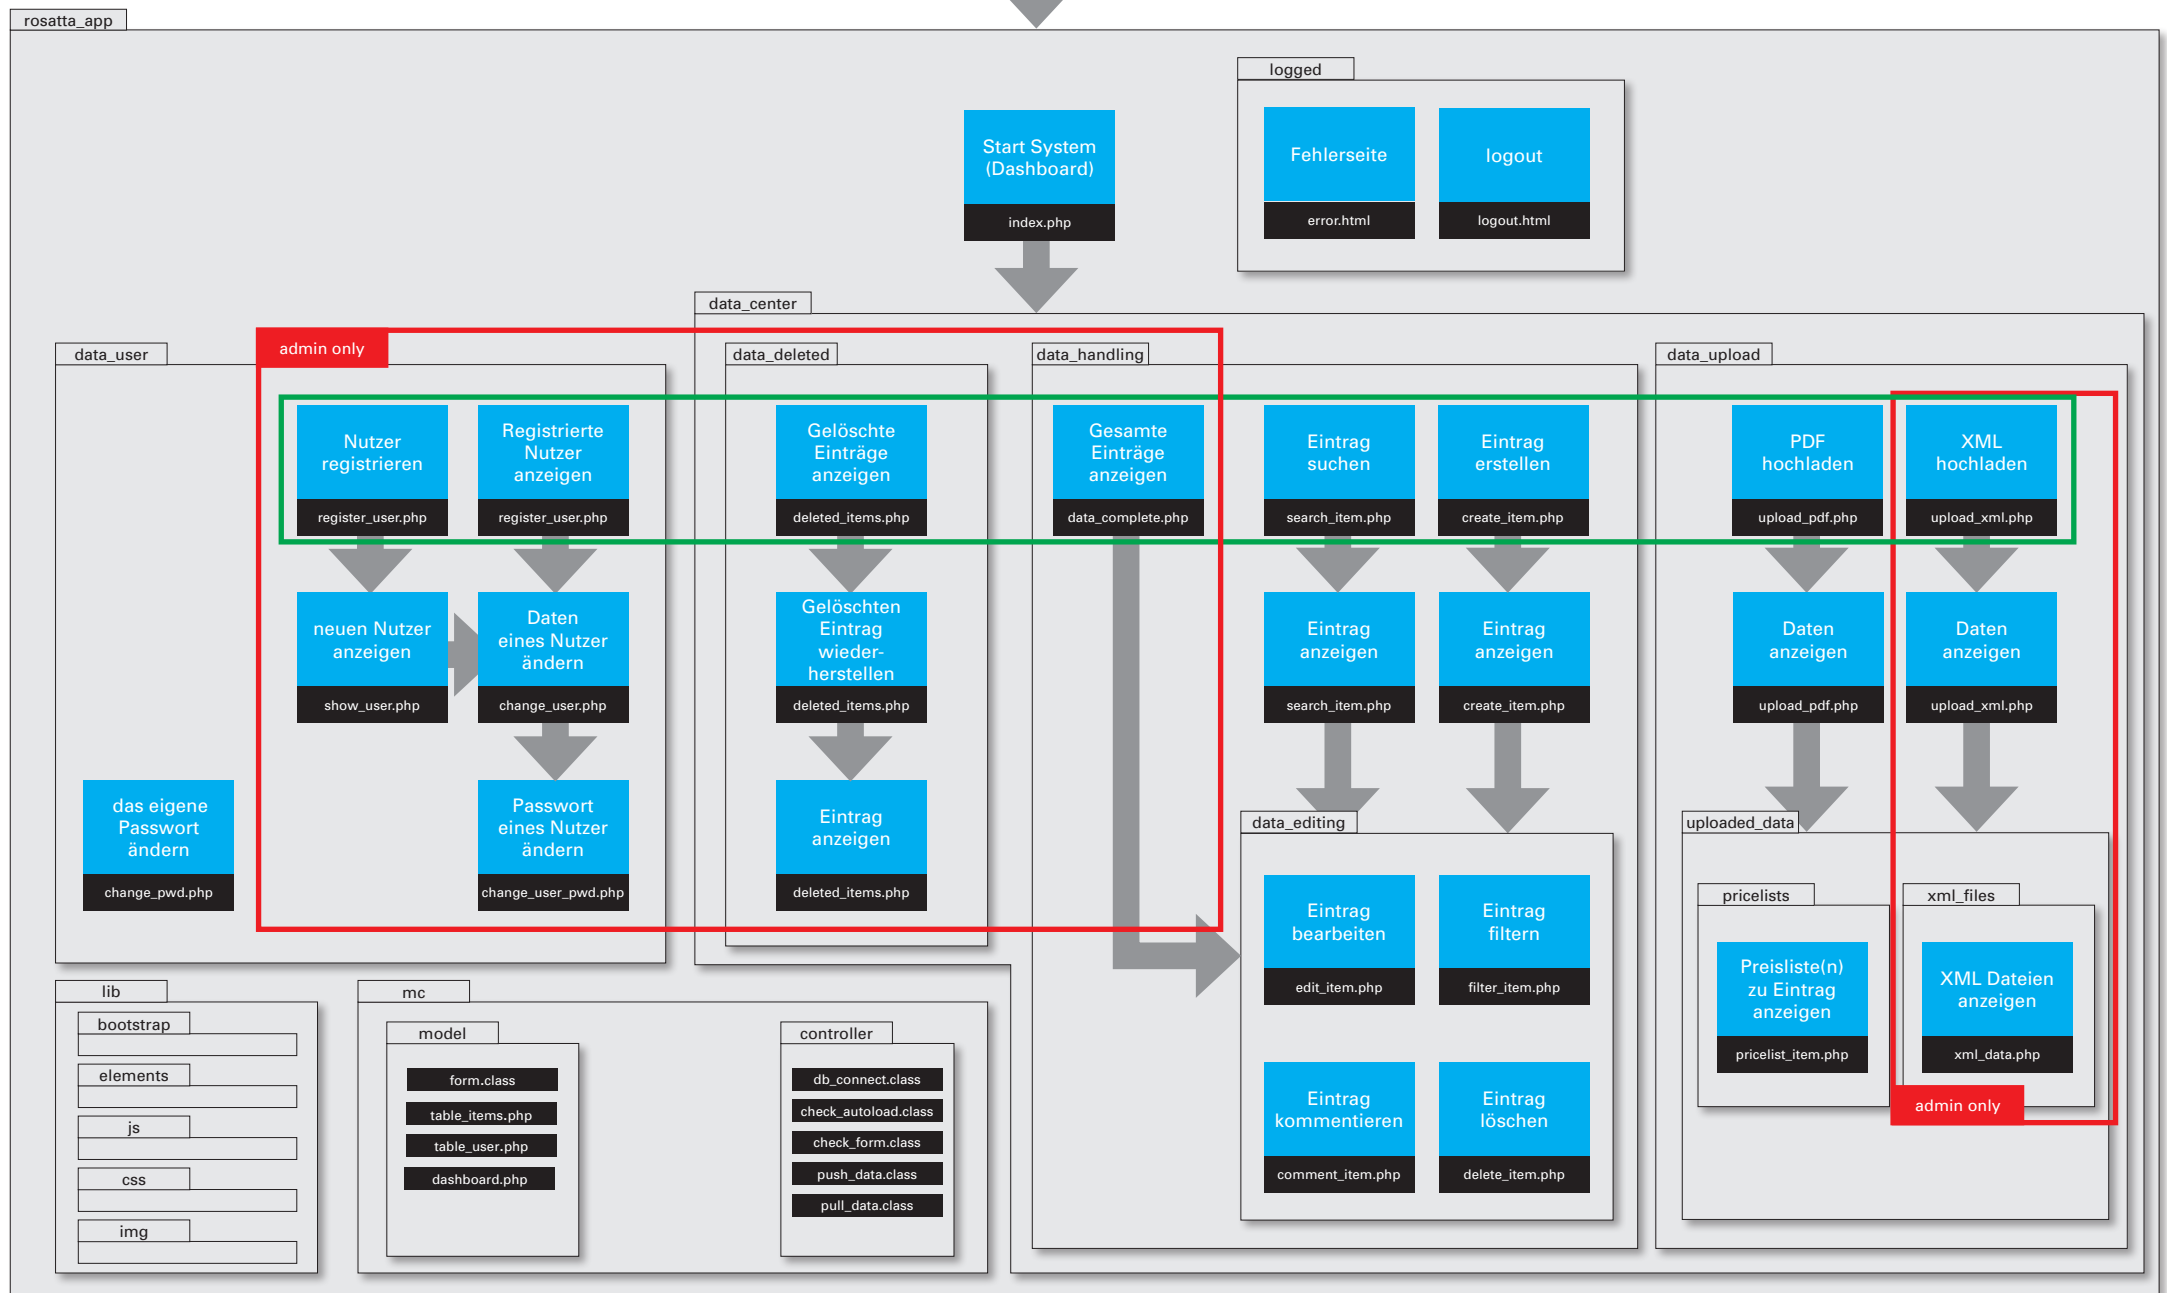 rosatta_app
logged
Start System
(Dashboard)
index.php
Fehlerseite
error.html
logout
logout.html
data_center
data_user
admin only
data_deleted
data_handling
data_upload
Nutzer
registrieren
register_user.php
Registrierte
Nutzer
anzeigen
register_user.php
Gelöschte
Einträge
anzeigen
deleted_items.php
Gesamte
Einträge
anzeigen
data_complete.php
Eintrag
suchen
search_item.php
Eintrag
erstellen
create_item.php
PDF
hochladen
upload_pdf.php
XML
hochladen
upload_xml.php
neuen Nutzer
anzeigen
show_user.php
Daten
eines Nutzer
ändern
change_user.php
Gelöschten
Eintrag
wieder-
herstellen
deleted_items.php
Eintrag
anzeigen
search_item.php
Eintrag
anzeigen
create_item.php
Daten
anzeigen
upload_pdf.php
Daten
anzeigen
upload_xml.php
das eigene
Passwort
ändern
change_pwd.php
Passwort
eines Nutzer
ändern
change_user_pwd.php
Eintrag
anzeigen
deleted_items.php
data_editing
uploaded_data
Eintrag
bearbeiten
edit_item.php
Eintrag
filtern
filter_item.php
pricelists
xml_files
Preisliste(n)
zu Eintrag
anzeigen
pricelist_item.php
XML Dateien
anzeigen
xml_data.php
Eintrag
kommentieren
comment_item.php
Eintrag
löschen
delete_item.php
admin only
lib
bootstrap
elements
js
css
img
mc
model
form.class
table_items.php
table_user.php
dashboard.php
controller
db_connect.class
check_autoload.class
check_form.class
push_data.class
pull_data.class